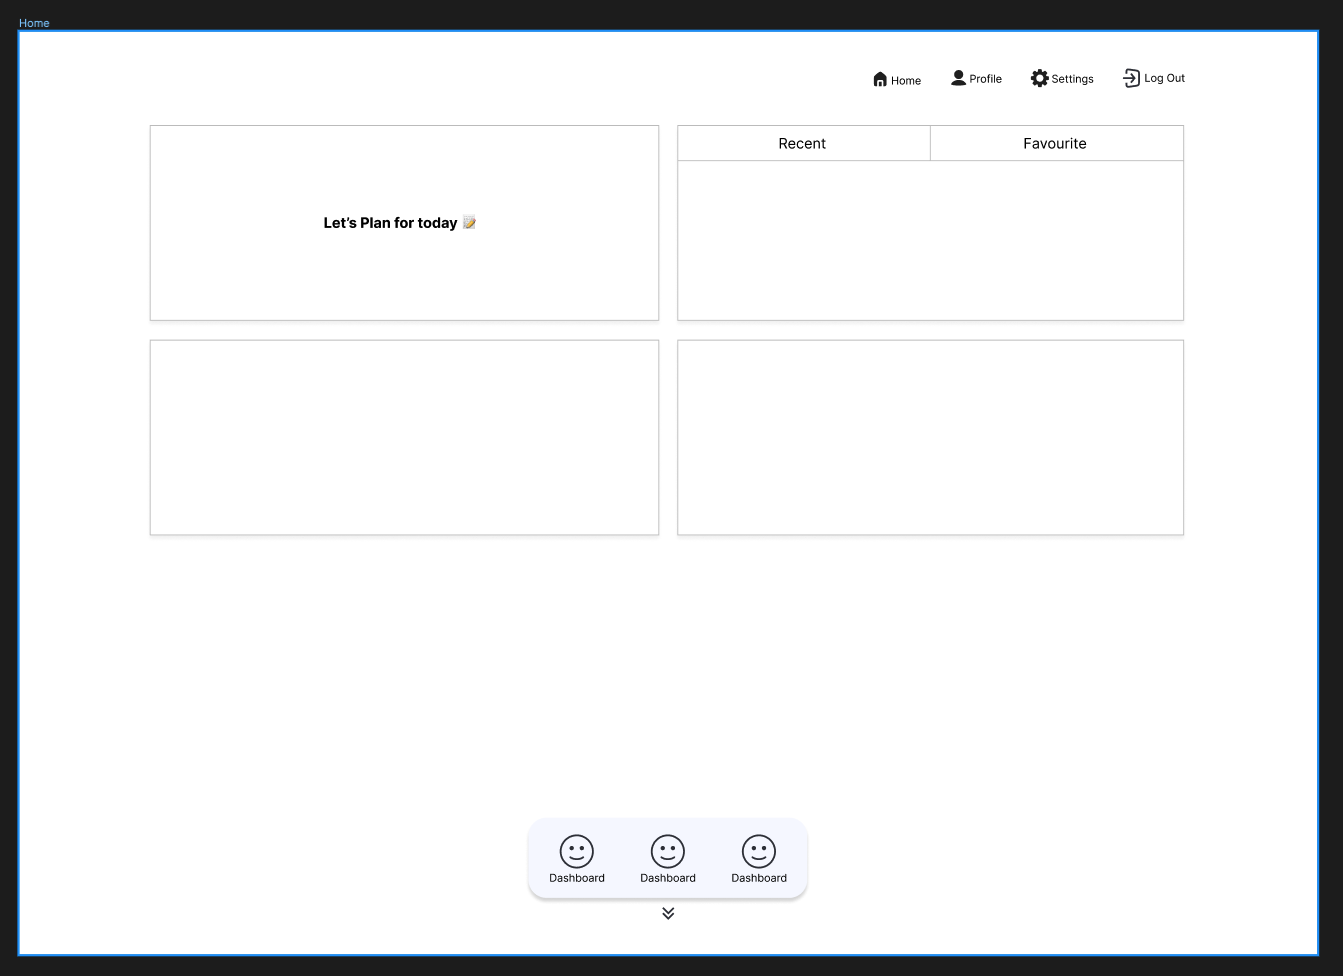 Home
Home Profile Settings Log Out
Let’s Plan for today 📝
Recent Favourite
Dashboard Dashboard Dashboard